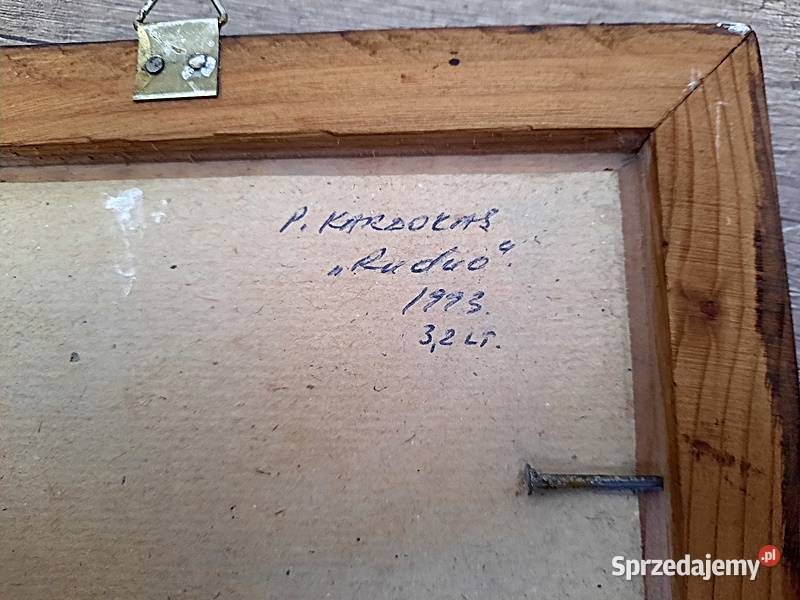 P. KARDOKAS
„Ruduo“.
1993.
3,2 LT.
Sprzedajemy.pl